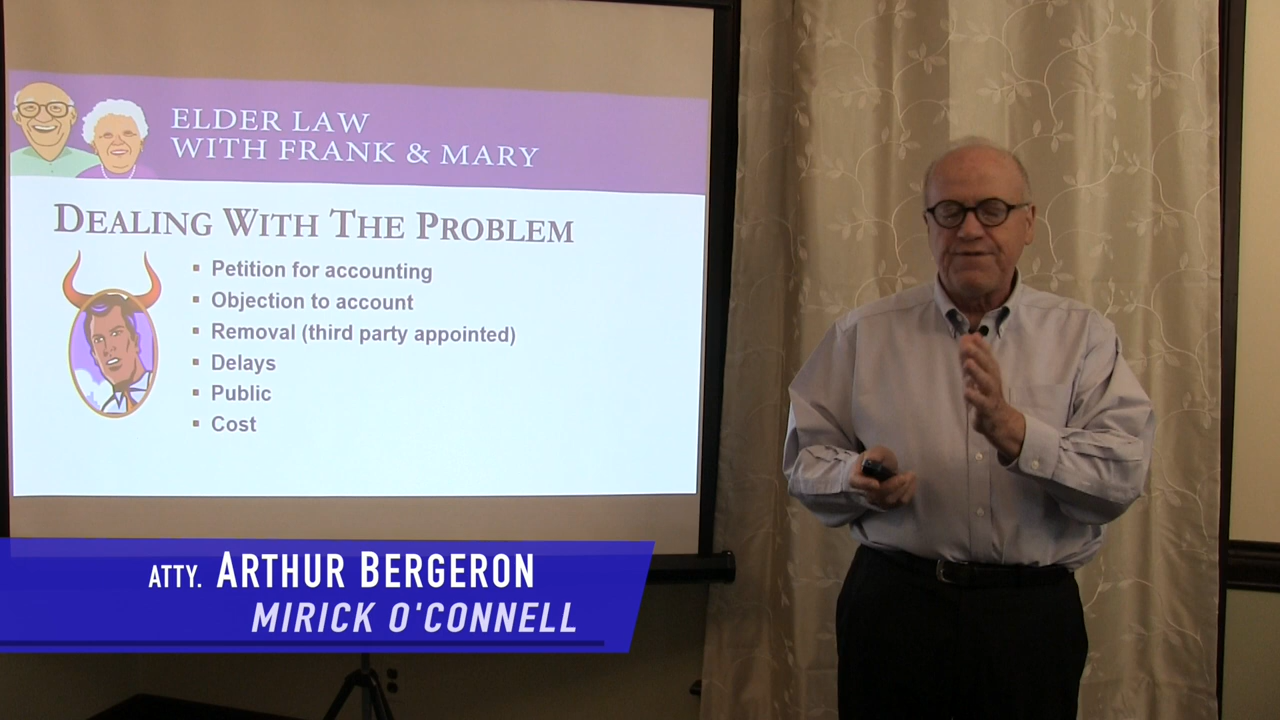 ELDER LAW
WITH FRANK & MARY
DEALING WITH THE PROBLEM
▪ Petition for accounting
▪ Objection to account
▪ Removal (third party appointed)
▪ Delays
▪ Public
▪ Cost
ATTY. ARTHUR BERGERON
MIRICK O'CONNELL